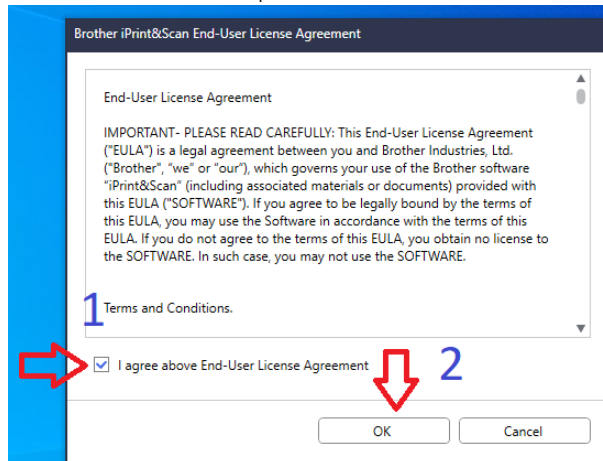 Brother iPrint&Scan End-User License Agreement
End-User License Agreement
IMPORTANT- PLEASE READ CAREFULLY: This End-User License Agreement
("EULA") is a legal agreement between you and Brother Industries, Ltd.
("Brother", "we" or "our"), which governs your use of the Brother software
"iPrint&Scan" (including associated materials or documents) provided with
this EULA ("SOFTWARE"). If you agree to be legally bound by the terms of
this EULA, you may use the Software in accordance with the terms of this
EULA. If you do not agree to the terms of this EULA, you obtain no license to
the SOFTWARE. In such case, you may not use the SOFTWARE.
1 Terms and Conditions.
I agree above End-User License Agreement 2
OK Cancel